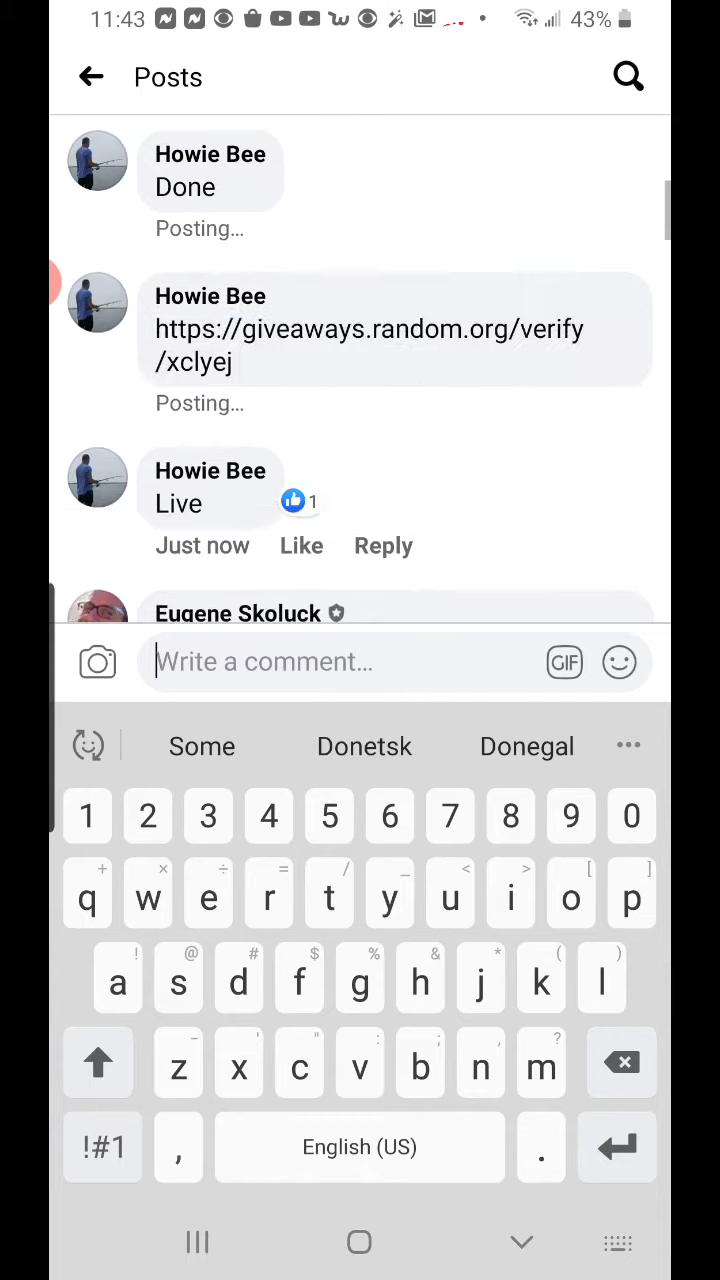 11:43 43%
Posts
Howie Bee
Done
Posting...
Howie Bee
https://giveaways.random.org/verify
/xclyej
Posting...
Howie Bee
Live
1
Just now Like Reply
Eugene Skoluck
Write a comment...
GIF
Some Donetsk Donegal
1 2 3 4 5 6 7 8 9 0
+ × ÷ = / _ < > [ ]
q w e r t y u i o p
! @ # $ % & * ( )
a s d f g h j k l
- ' " : ; , ?
z x c v b n m
!#1 , English (US) .